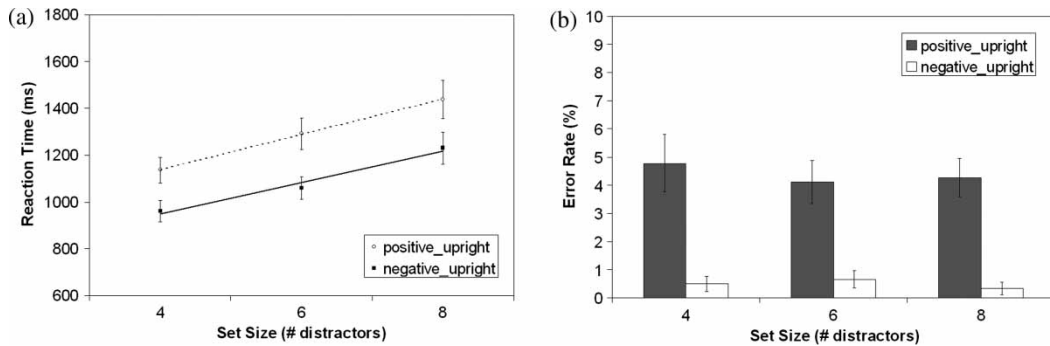 (a)
1800
1600
1400
1200
1000
800
600
Reaction Time (ms)
positive_upright
negative_upright
4 6 8
Set Size (# distractors)
(b)
10
9
8
7
6
5
4
3
2
1
0
Error Rate (%)
positive_upright
negative_upright
4 6 8
Set Size (# distractors)